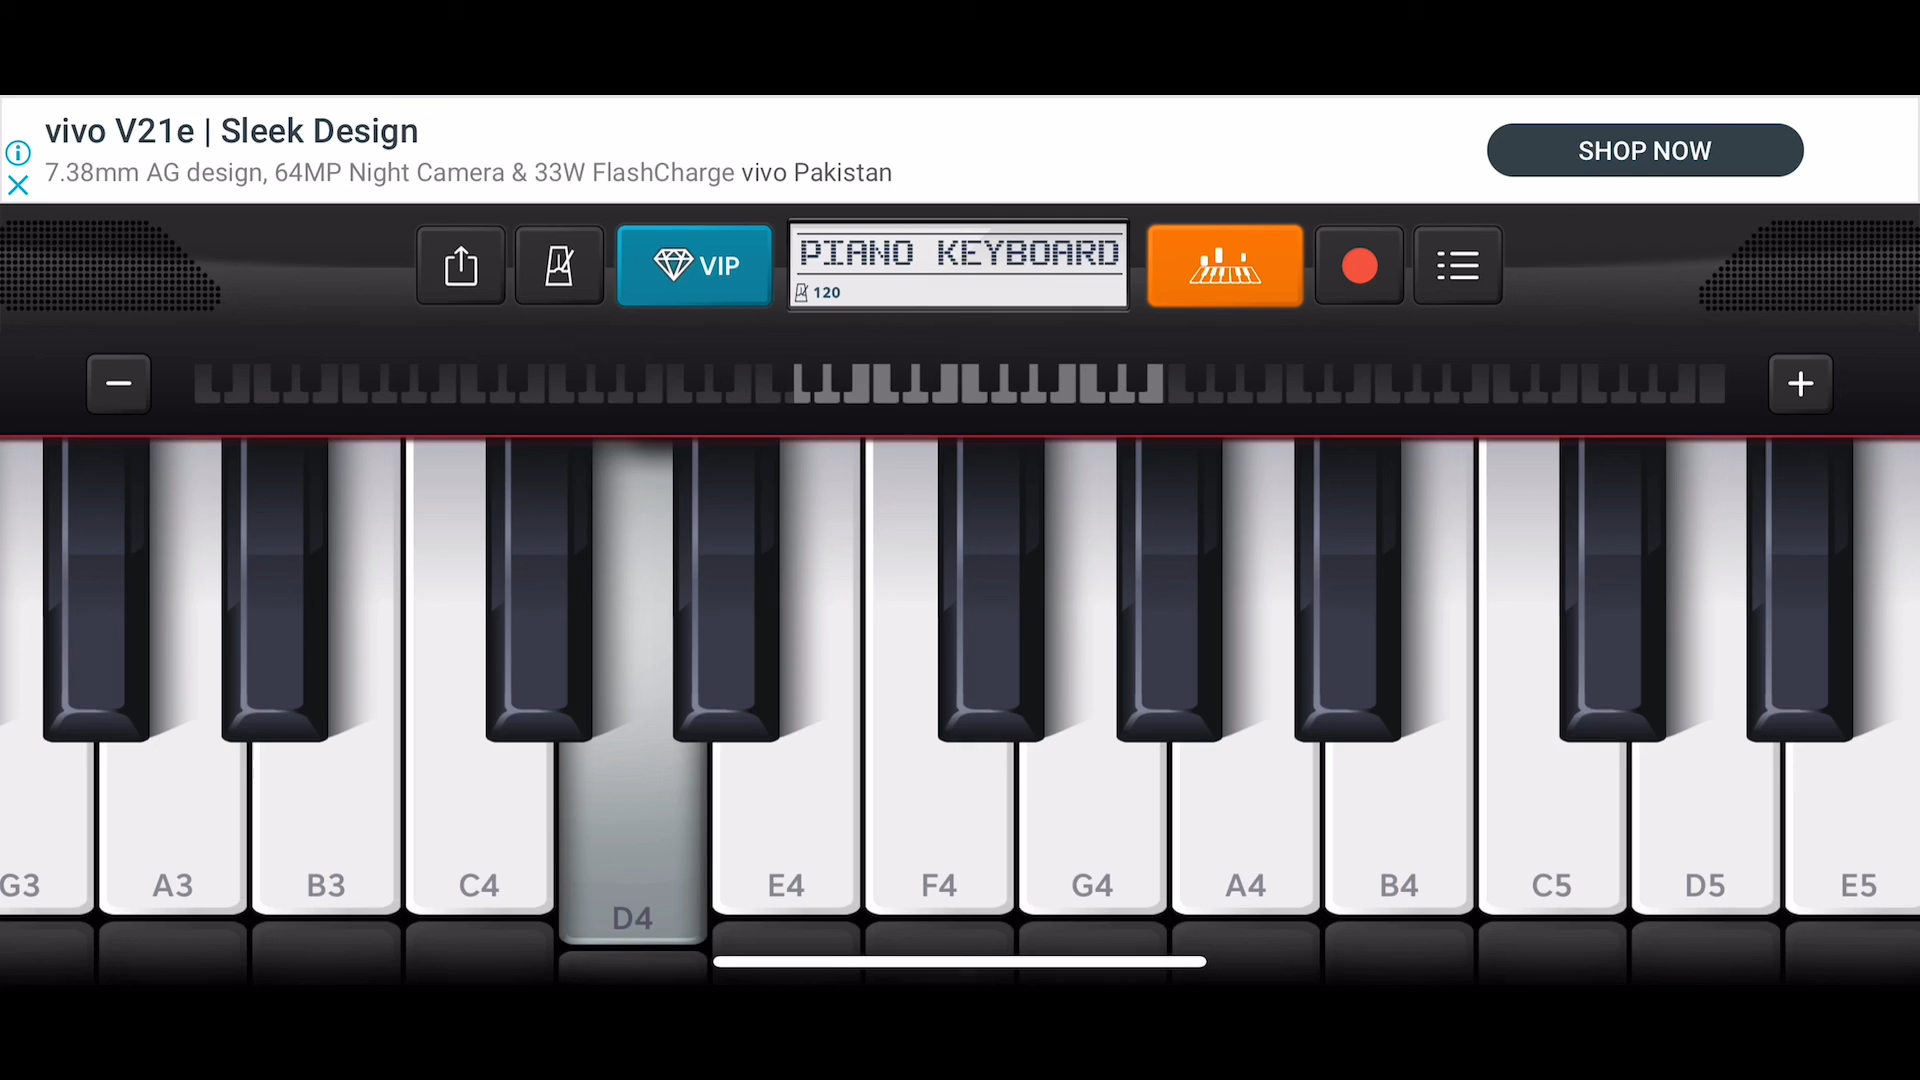 vivo V21e | Sleek Design
7.38mm AG design, 64MP Night Camera & 33W FlashCharge vivo Pakistan
SHOP NOW
VIP
PIANO KEYBOARD
120
G3 A3 B3 C4 D4 E4 F4 G4 A4 B4 C5 D5 E5